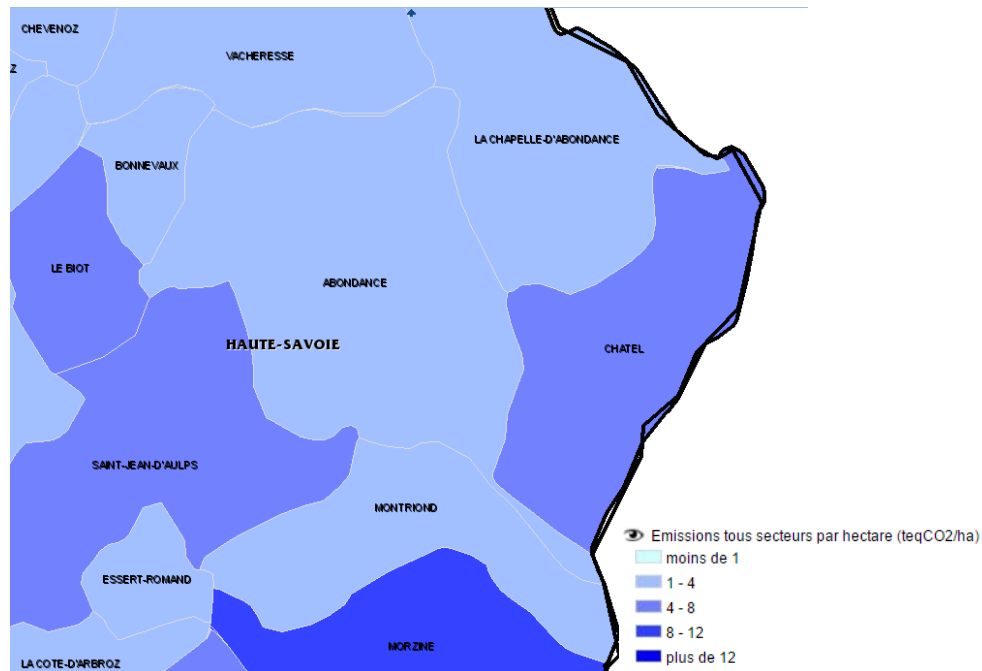 CHEVENOZ
VACHERESSE
Z
LA CHAPELLE-D'ABONDANCE
BONNEVAUX
LE BIOT
ABONDANCE
HAUTE-SAVOIE
CHATEL
SAINT-JEAN-D'AULPS
MONTRIOND
ESSERT-ROMAND
MORZINE
LA COTE-D'ARBROZ
Emissions tous secteurs par hectare (teqCO2/ha)
moins de 1
1 - 4
4 - 8
8 - 12
plus de 12